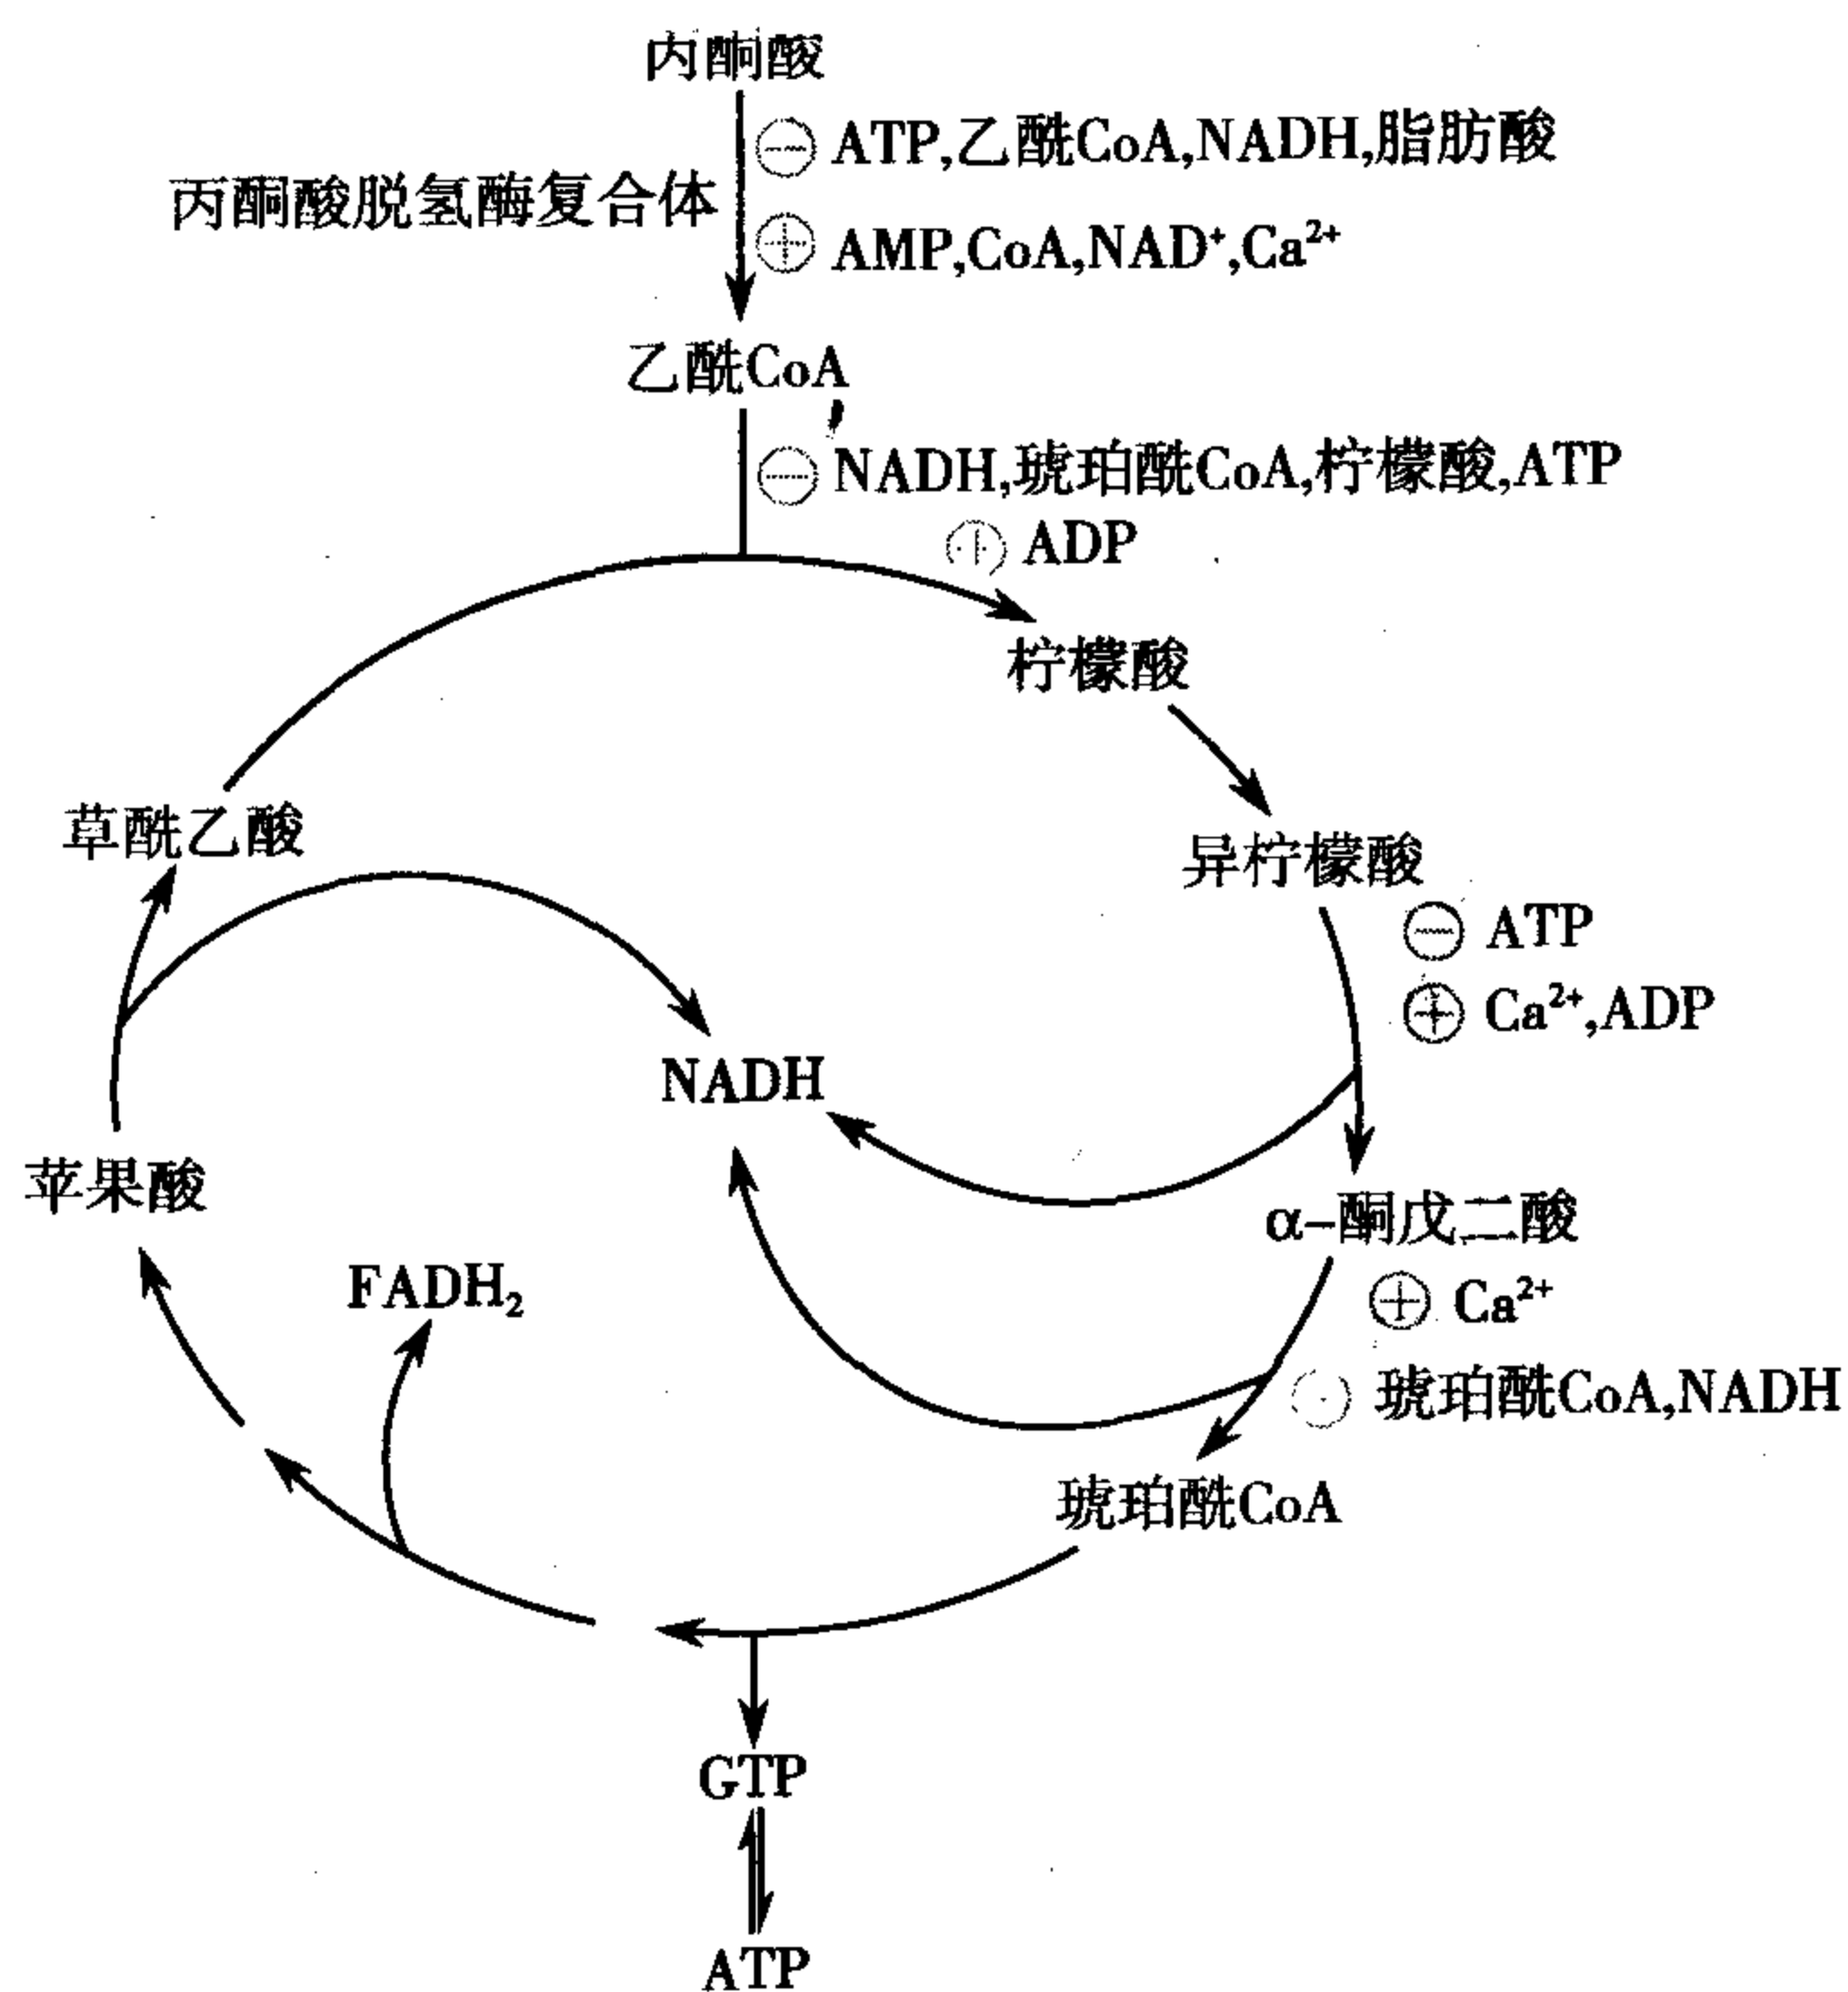 丙酮酸
⊖ ATP,乙酰CoA,NADH,脂肪酸
丙酮酸脱氢酶复合体
⊕ AMP,CoA,NAD⁺,Ca²⁺
乙酰CoA
⊖ NADH,琥珀酰CoA,柠檬酸,ATP
⊕ ADP
柠檬酸
草酰乙酸
异柠檬酸
⊖ ATP
⊕ Ca²⁺,ADP
NADH
苹果酸
α-酮戊二酸
FADH₂
⊕ Ca²⁺
琥珀酰CoA,NADH
琥珀酰CoA
GTP
ATP